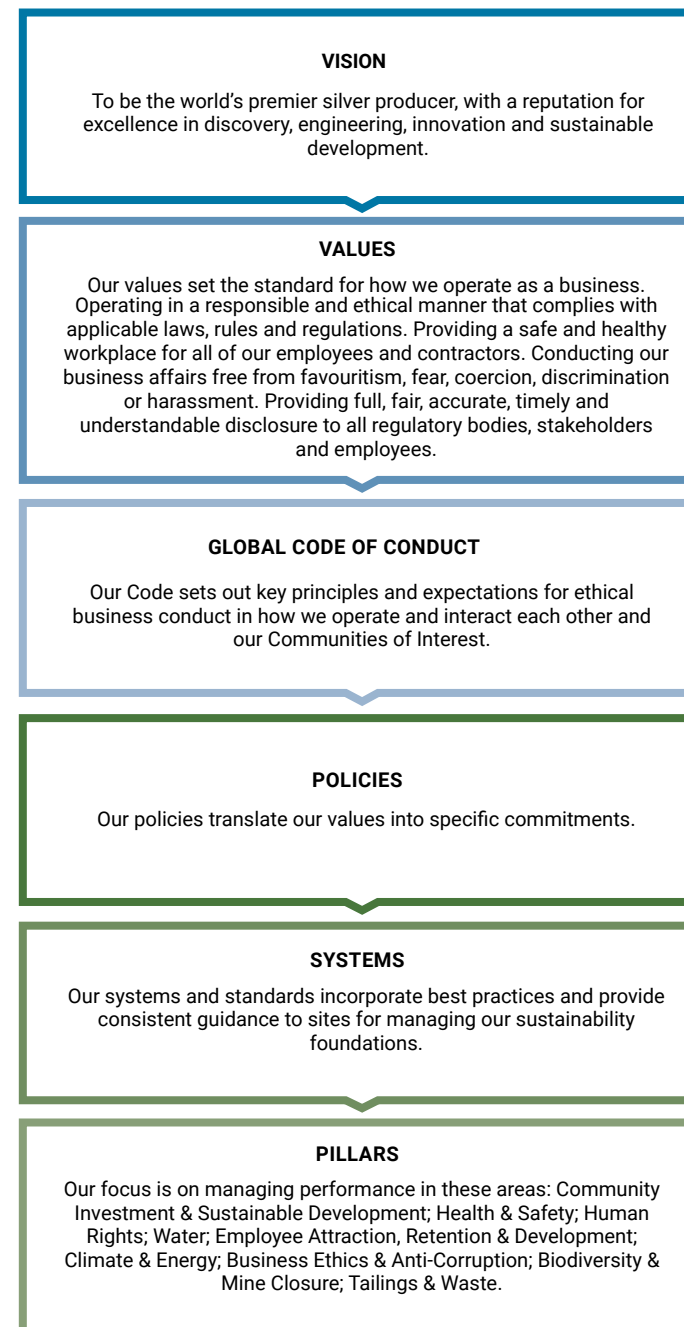 VISION
To be the world’s premier silver producer, with a reputation for
excellence in discovery, engineering, innovation and sustainable
development.
VALUES
Our values set the standard for how we operate as a business.
Operating in a responsible and ethical manner that complies with
applicable laws, rules and regulations. Providing a safe and healthy
workplace for all of our employees and contractors. Conducting our
business affairs free from favouritism, fear, coercion, discrimination
or harassment. Providing full, fair, accurate, timely and
understandable disclosure to all regulatory bodies, stakeholders
and employees.
GLOBAL CODE OF CONDUCT
Our Code sets out key principles and expectations for ethical
business conduct in how we operate and interact each other and
our Communities of Interest.
POLICIES
Our policies translate our values into specific commitments.
SYSTEMS
Our systems and standards incorporate best practices and provide
consistent guidance to sites for managing our sustainability
foundations.
PILLARS
Our focus is on managing performance in these areas: Community
Investment & Sustainable Development; Health & Safety; Human
Rights; Water; Employee Attraction, Retention & Development;
Climate & Energy; Business Ethics & Anti-Corruption; Biodiversity &
Mine Closure; Tailings & Waste.